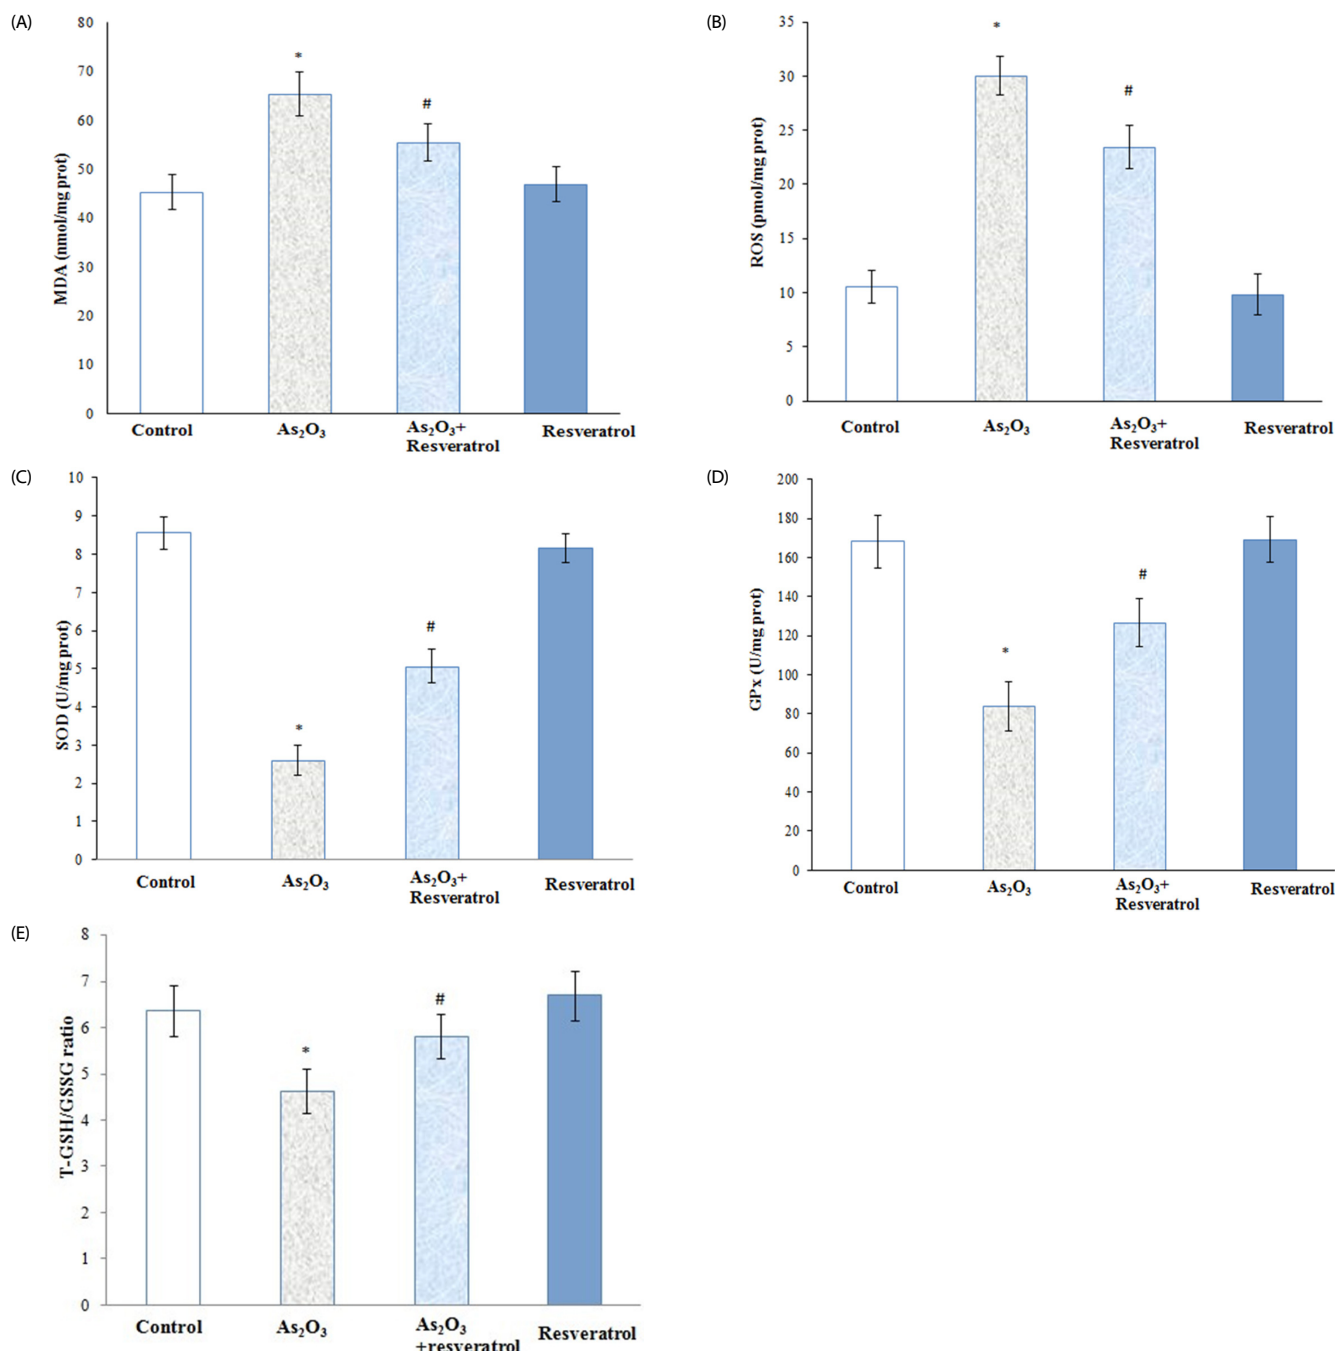 (A)
80
70
60
50
40
30
20
10
0
MDA (nmol/mg prot)
*
#
Control
As₂O₃
As₂O₃+
Resveratrol
Resveratrol
(B)
35
30
25
20
15
10
5
0
ROS (pmol/mg prot)
*
#
Control
As₂O₃
As₂O₃+
Resveratrol
Resveratrol
(C)
10
9
8
7
6
5
4
3
2
1
0
SOD (U/mg prot)
*
#
Control
As₂O₃
As₂O₃+
Resveratrol
Resveratrol
(D)
200
180
160
140
120
100
80
60
40
20
0
GPx (U/mg prot)
*
#
Control
As₂O₃
As₂O₃+
Resveratrol
Resveratrol
(E)
8
7
6
5
4
3
2
1
0
T-GSH/GSSG ratio
*
#
Control
As₂O₃
As₂O₃
+resveratrol
Resveratrol